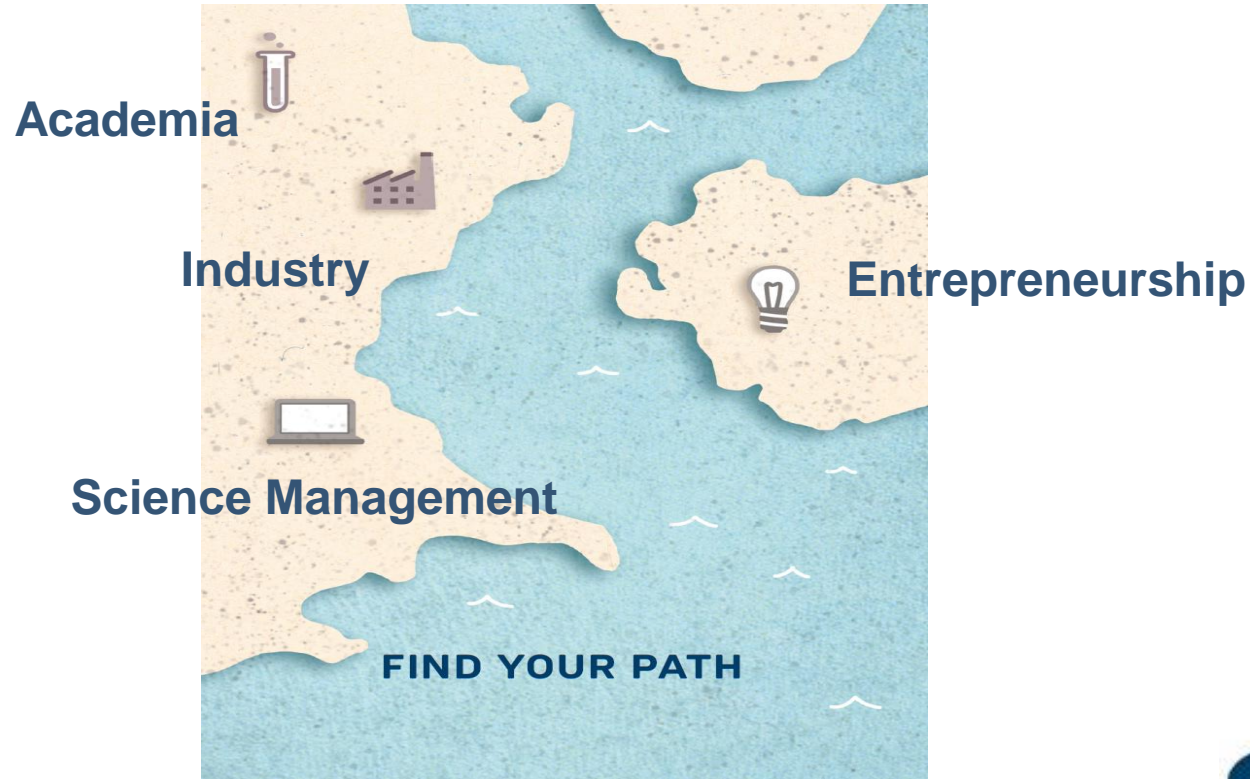 Academia
Industry
Entrepreneurship
Science Management
FIND YOUR PATH